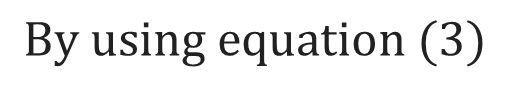 By using equation (3)